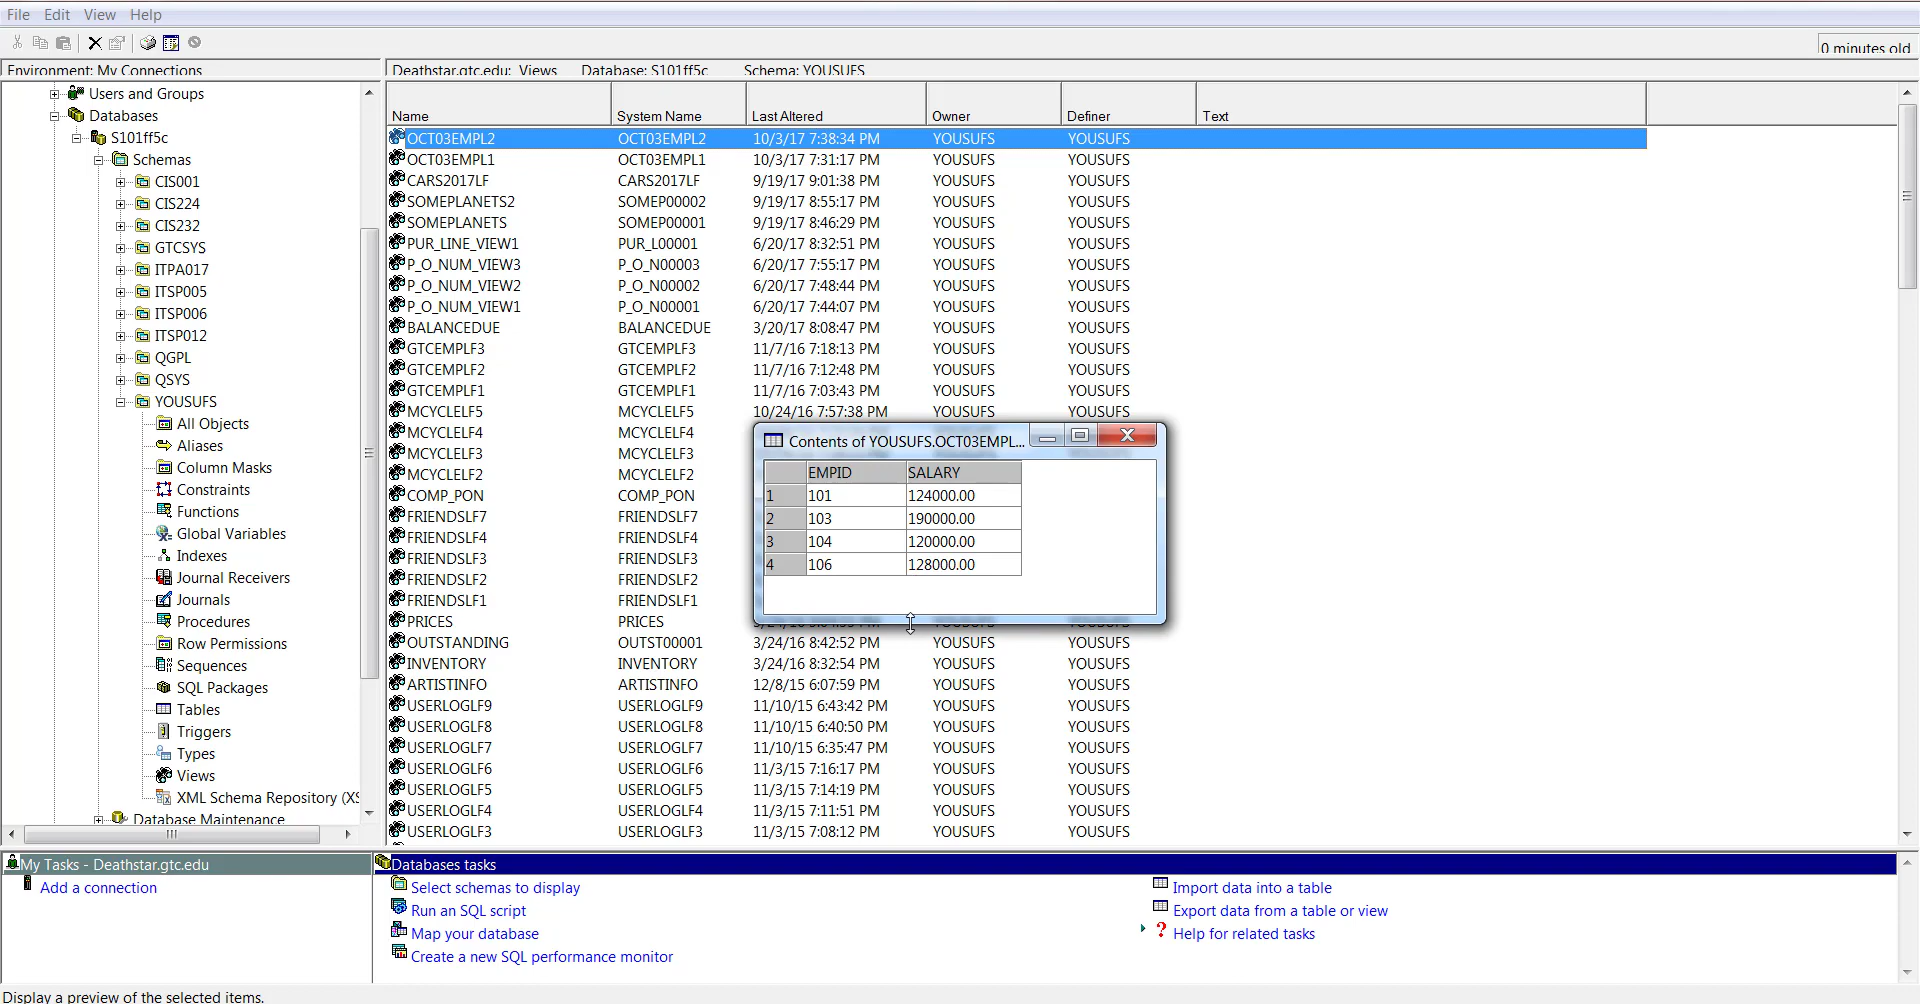 File Edit View Help
0 minutes old
Environment: My Connections
Deathstar.gtc.edu: Views Database: S101ff5c Schema: YOUSUFS
Users and Groups
Databases
S101ff5c
Schemas
CIS001
CIS224
CIS232
GTCSYS
ITPA017
ITSP005
ITSP006
ITSP012
QGPL
QSYS
YOUSUFS
All Objects
Aliases
Column Masks
Constraints
Functions
Global Variables
Indexes
Journal Receivers
Journals
Procedures
Row Permissions
Sequences
SQL Packages
Tables
Triggers
Types
Views
XML Schema Repository (XS
Database Maintenance
Name System Name Last Altered Owner Definer Text
OCT03EMPL2 OCT03EMPL2 10/3/17 7:38:34 PM YOUSUFS YOUSUFS
OCT03EMPL1 OCT03EMPL1 10/3/17 7:31:17 PM YOUSUFS YOUSUFS
CARS2017LF CARS2017LF 9/19/17 9:01:38 PM YOUSUFS YOUSUFS
SOMEPLANETS2 SOMEP00002 9/19/17 8:55:17 PM YOUSUFS YOUSUFS
SOMEPLANETS SOMEP00001 9/19/17 8:46:29 PM YOUSUFS YOUSUFS
PUR_LINE_VIEW1 PUR_L00001 6/20/17 8:32:51 PM YOUSUFS YOUSUFS
P_O_NUM_VIEW3 P_O_N00003 6/20/17 7:55:17 PM YOUSUFS YOUSUFS
P_O_NUM_VIEW2 P_O_N00002 6/20/17 7:48:44 PM YOUSUFS YOUSUFS
P_O_NUM_VIEW1 P_O_N00001 6/20/17 7:44:07 PM YOUSUFS YOUSUFS
BALANCEDUE BALANCEDUE 3/20/17 8:08:47 PM YOUSUFS YOUSUFS
GTCEMPLF3 GTCEMPLF3 11/7/16 7:18:13 PM YOUSUFS YOUSUFS
GTCEMPLF2 GTCEMPLF2 11/7/16 7:12:48 PM YOUSUFS YOUSUFS
GTCEMPLF1 GTCEMPLF1 11/7/16 7:03:43 PM YOUSUFS YOUSUFS
MCYCLELF5 MCYCLELF5 10/24/16 7:57:38 PM YOUSUFS YOUSUFS
MCYCLELF4 MCYCLELF4
MCYCLELF3 MCYCLELF3
MCYCLELF2 MCYCLELF2
COMP_PON COMP_PON
FRIENDSLF7 FRIENDSLF7
FRIENDSLF4 FRIENDSLF4
FRIENDSLF3 FRIENDSLF3
FRIENDSLF2 FRIENDSLF2
FRIENDSLF1 FRIENDSLF1
PRICES PRICES
OUTSTANDING OUTST00001 3/24/16 8:42:52 PM YOUSUFS YOUSUFS
INVENTORY INVENTORY 3/24/16 8:32:54 PM YOUSUFS YOUSUFS
ARTISTINFO ARTISTINFO 12/8/15 6:07:59 PM YOUSUFS YOUSUFS
USERLOGLF9 USERLOGLF9 11/10/15 6:43:42 PM YOUSUFS YOUSUFS
USERLOGLF8 USERLOGLF8 11/10/15 6:40:50 PM YOUSUFS YOUSUFS
USERLOGLF7 USERLOGLF7 11/10/15 6:35:47 PM YOUSUFS YOUSUFS
USERLOGLF6 USERLOGLF6 11/3/15 7:16:17 PM YOUSUFS YOUSUFS
USERLOGLF5 USERLOGLF5 11/3/15 7:14:19 PM YOUSUFS YOUSUFS
USERLOGLF4 USERLOGLF4 11/3/15 7:11:51 PM YOUSUFS YOUSUFS
USERLOGLF3 USERLOGLF3 11/3/15 7:08:12 PM YOUSUFS YOUSUFS
Contents of YOUSUFS.OCT03EMPL...
EMPID SALARY
1 101 124000.00
2 103 190000.00
3 104 120000.00
4 106 128000.00
My Tasks - Deathstar.gtc.edu
Add a connection
Databases tasks
Select schemas to display
Run an SQL script
Map your database
Create a new SQL performance monitor
Import data into a table
Export data from a table or view
? Help for related tasks
Display a preview of the selected items.